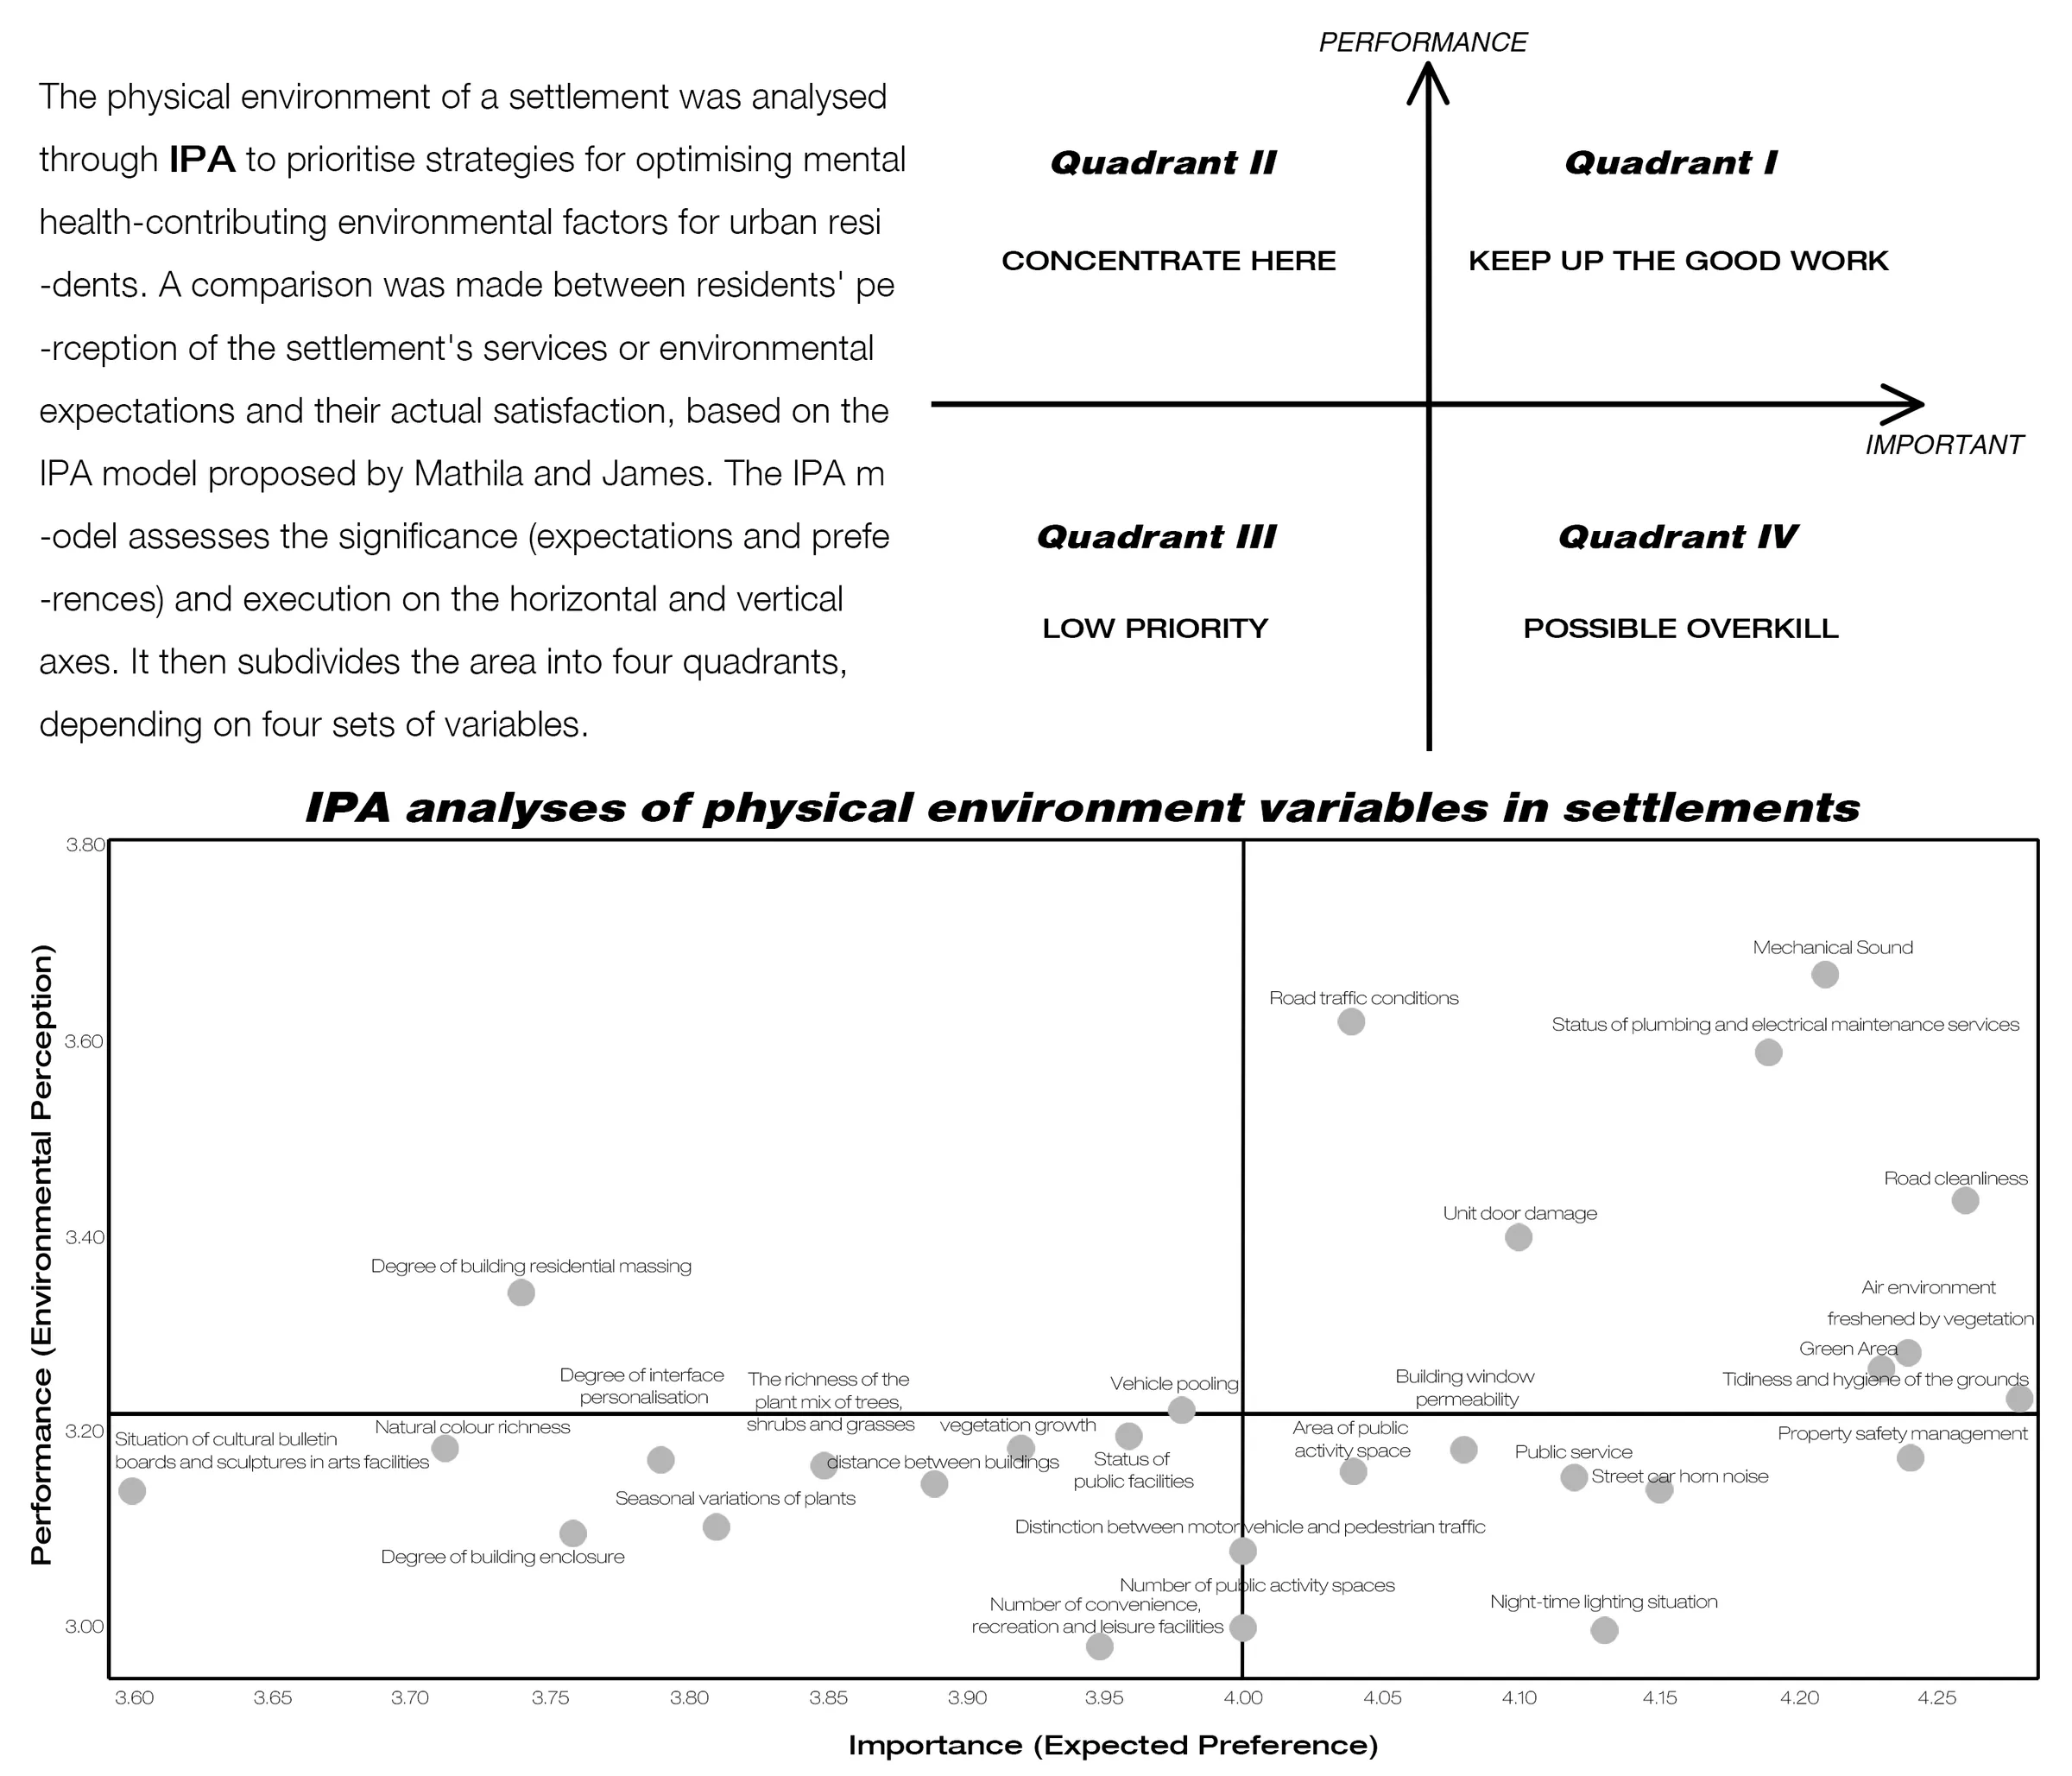 The physical environment of a settlement was analysed
through IPA to prioritise strategies for optimising mental
health-contributing environmental factors for urban resi
-dents. A comparison was made between residents' pe
-rception of the settlement's services or environmental
expectations and their actual satisfaction, based on the
IPA model proposed by Mathila and James. The IPA m
-odel assesses the significance (expectations and prefe
-rences) and execution on the horizontal and vertical
axes. It then subdivides the area into four quadrants,
depending on four sets of variables.
PERFORMANCE
Quadrant II
Quadrant I
CONCENTRATE HERE
KEEP UP THE GOOD WORK
IMPORTANT
Quadrant III
Quadrant IV
LOW PRIORITY
POSSIBLE OVERKILL
IPA analyses of physical environment variables in settlements
Performance (Environmental Perception)
3.80
3.60
3.40
3.20
3.00
Mechanical Sound
Road traffic conditions
Status of plumbing and electrical maintenance services
Road cleanliness
Unit door damage
Degree of building residential massing
Air environment
freshened by vegetation
Green Area
Tidiness and hygiene of the grounds
Degree of interface
personalisation
The richness of the
plant mix of trees,
shrubs and grasses
Vehicle pooling
Building window
permeability
Natural colour richness
vegetation growth
Area of public
activity space
Property safety management
Situation of cultural bulletin
boards and sculptures in arts facilities
distance between buildings
Status of
public facilities
Public service
Street car horn noise
Seasonal variations of plants
Distinction between motor vehicle and pedestrian traffic
Degree of building enclosure
Number of public activity spaces
Number of convenience,
recreation and leisure facilities
Night-time lighting situation
3.60
3.65
3.70
3.75
3.80
3.85
3.90
3.95
4.00
4.05
4.10
4.15
4.20
4.25
Importance (Expected Preference)